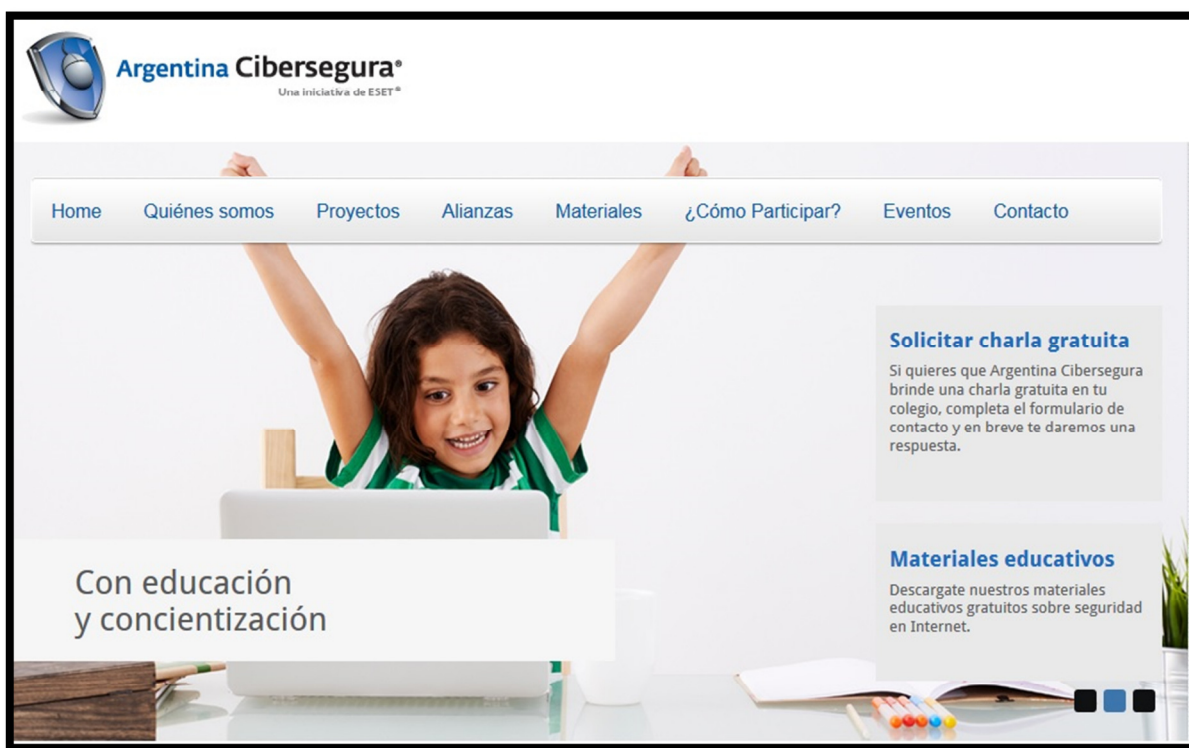 Argentina Cibersegura®
Una iniciativa de ESET®
Home Quiénes somos Proyectos Alianzas Materiales ¿Cómo Participar? Eventos Contacto
Solicitar charla gratuita
Si quieres que Argentina Cibersegura
brinde una charla gratuita en tu
colegio, completa el formulario de
contacto y en breve te daremos una
respuesta.
Con educación
y concientización
Materiales educativos
Descargate nuestros materiales
educativos gratuitos sobre seguridad
en Internet.